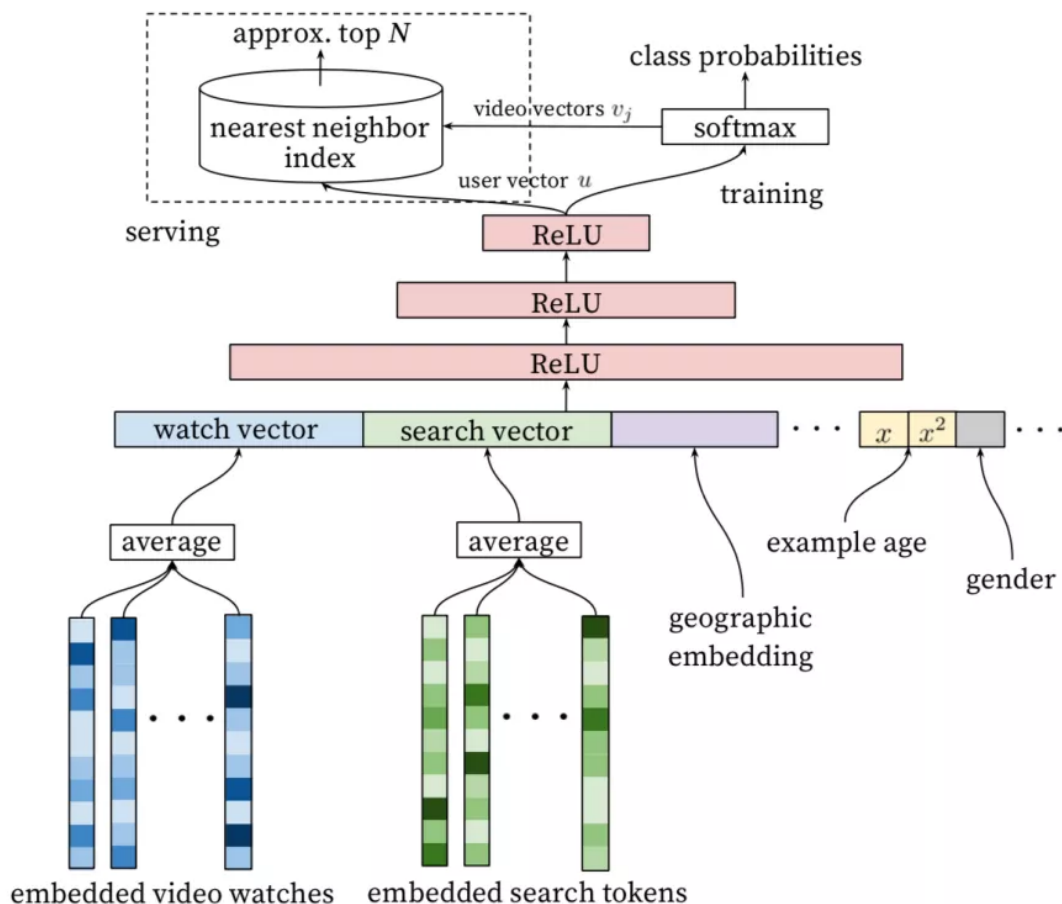 approx. top N
class probabilities
video vectors v_j
softmax
nearest neighbor
index
user vector u
training
serving
ReLU
ReLU
ReLU
watch vector
search vector
. . .
x
x²
. . .
average
average
example age
gender
geographic
embedding
. . . .
. . . .
embedded video watches
embedded search tokens